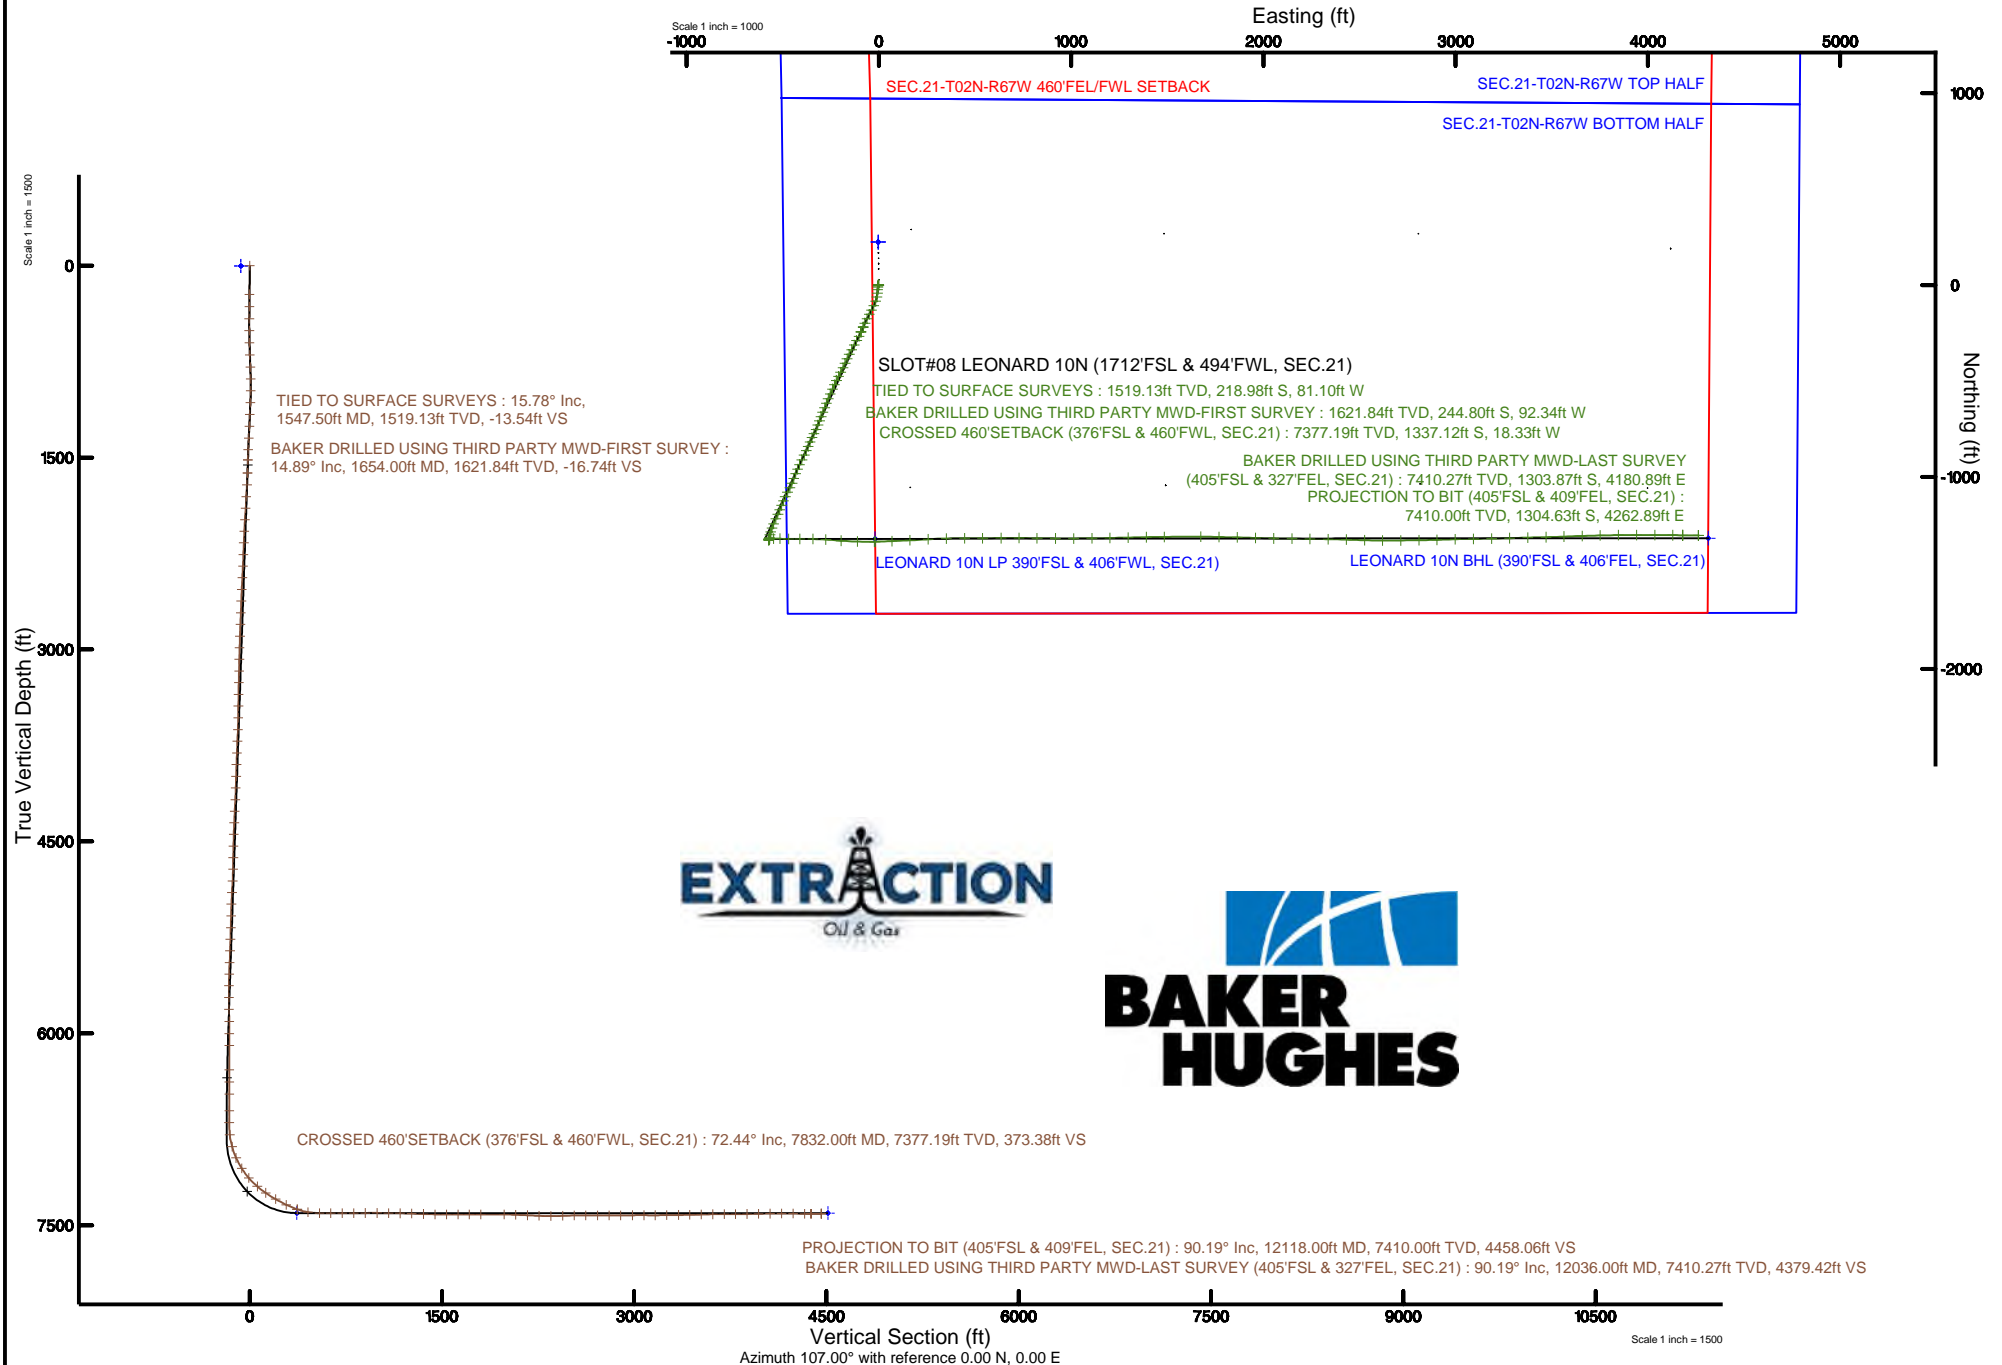 Easting (ft)
Scale 1 inch = 1000
-1000 0 1000 2000 3000 4000 5000
SEC.21-T02N-R67W 460'FEL/FWL SETBACK
SEC.21-T02N-R67W TOP HALF
SEC.21-T02N-R67W BOTTOM HALF
1000
0
-1000
-2000
Northing (ft)
SLOT#08 LEONARD 10N (1712'FSL & 494'FWL, SEC.21)
TIED TO SURFACE SURVEYS : 1519.13ft TVD, 218.98ft S, 81.10ft W
BAKER DRILLED USING THIRD PARTY MWD-FIRST SURVEY : 1621.84ft TVD, 244.80ft S, 92.34ft W
CROSSED 460'SETBACK (376'FSL & 460'FWL, SEC.21) : 7377.19ft TVD, 1337.12ft S, 18.33ft W
BAKER DRILLED USING THIRD PARTY MWD-LAST SURVEY
(405'FSL & 327'FEL, SEC.21) : 7410.27ft TVD, 1303.87ft S, 4180.89ft E
PROJECTION TO BIT (405'FSL & 409'FEL, SEC.21) :
7410.00ft TVD, 1304.63ft S, 4262.89ft E
LEONARD 10N LP 390'FSL & 406'FWL, SEC.21)
LEONARD 10N BHL (390'FSL & 406'FEL, SEC.21)
Scale 1 inch = 1500
True Vertical Depth (ft)
0
1500
3000
4500
6000
7500
TIED TO SURFACE SURVEYS : 15.78° Inc,
1547.50ft MD, 1519.13ft TVD, -13.54ft VS
BAKER DRILLED USING THIRD PARTY MWD-FIRST SURVEY :
14.89° Inc, 1654.00ft MD, 1621.84ft TVD, -16.74ft VS
EXTRACTION
Oil & Gas
BAKER
HUGHES
CROSSED 460'SETBACK (376'FSL & 460'FWL, SEC.21) : 72.44° Inc, 7832.00ft MD, 7377.19ft TVD, 373.38ft VS
PROJECTION TO BIT (405'FSL & 409'FEL, SEC.21) : 90.19° Inc, 12118.00ft MD, 7410.00ft TVD, 4458.06ft VS
BAKER DRILLED USING THIRD PARTY MWD-LAST SURVEY (405'FSL & 327'FEL, SEC.21) : 90.19° Inc, 12036.00ft MD, 7410.27ft TVD, 4379.42ft VS
0 1500 3000 4500 6000 7500 9000 10500
Vertical Section (ft)
Scale 1 inch = 1500
Azimuth 107.00° with reference 0.00 N, 0.00 E